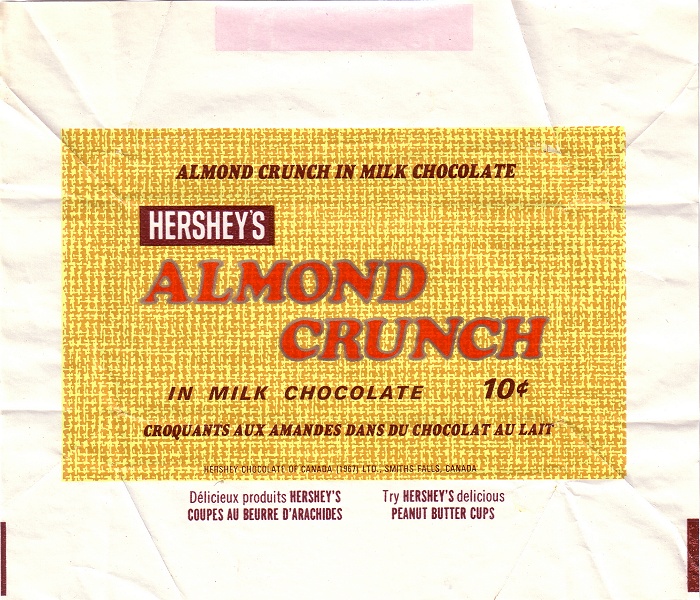 ALMOND CRUNCH IN MILK CHOCOLATE
HERSHEY'S
ALMOND
CRUNCH
IN MILK CHOCOLATE 10¢
CROQUANTS AUX AMANDES DANS DU CHOCOLAT AU LAIT
HERSHEY CHOCOLATE OF CANADA (1967) LTD., SMITHS FALLS, CANADA
Délicieux produits HERSHEY'S
COUPES AU BEURRE D'ARACHIDES
Try HERSHEY'S delicious
PEANUT BUTTER CUPS